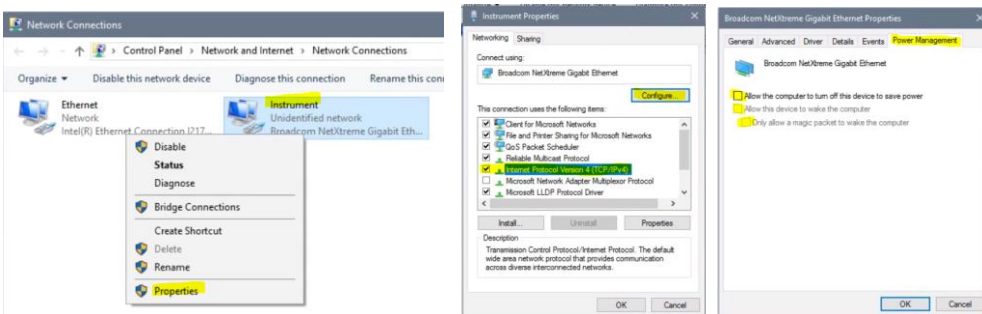 Network Connections
Control Panel > Network and Internet > Network Connections
Organize
Disable this network device
Diagnose this connection
Rename this con
Ethernet
Network
Intel(R) Ethernet Connection I217...
Instrument
Unidentified network
Broadcom NetXtreme Gigabit Eth...
Disable
Status
Diagnose
Bridge Connections
Create Shortcut
Delete
Rename
Properties
Instrument Properties
Networking
Sharing
Connect using:
Broadcom NetXtreme Gigabit Ethernet
Configure...
This connection uses the following items:
Client for Microsoft Networks
File and Printer Sharing for Microsoft Networks
QoS Packet Scheduler
Reliable Multicast Protocol
Internet Protocol Version 4 (TCP/IPv4)
Microsoft Network Adapter Multiplexor Protocol
Microsoft LLDP Protocol Driver
Install...
Uninstall
Properties
Description
Transmission Control Protocol/Internet Protocol. The default
wide area network protocol that provides communication
across diverse interconnected networks.
OK
Cancel
Broadcom NetXtreme Gigabit Ethernet Properties
General
Advanced
Driver
Details
Events
Power Management
Broadcom NetXtreme Gigabit Ethernet
Allow the computer to turn off this device to save power
Allow this device to wake the computer
Only allow a magic packet to wake the computer
OK
Cancel